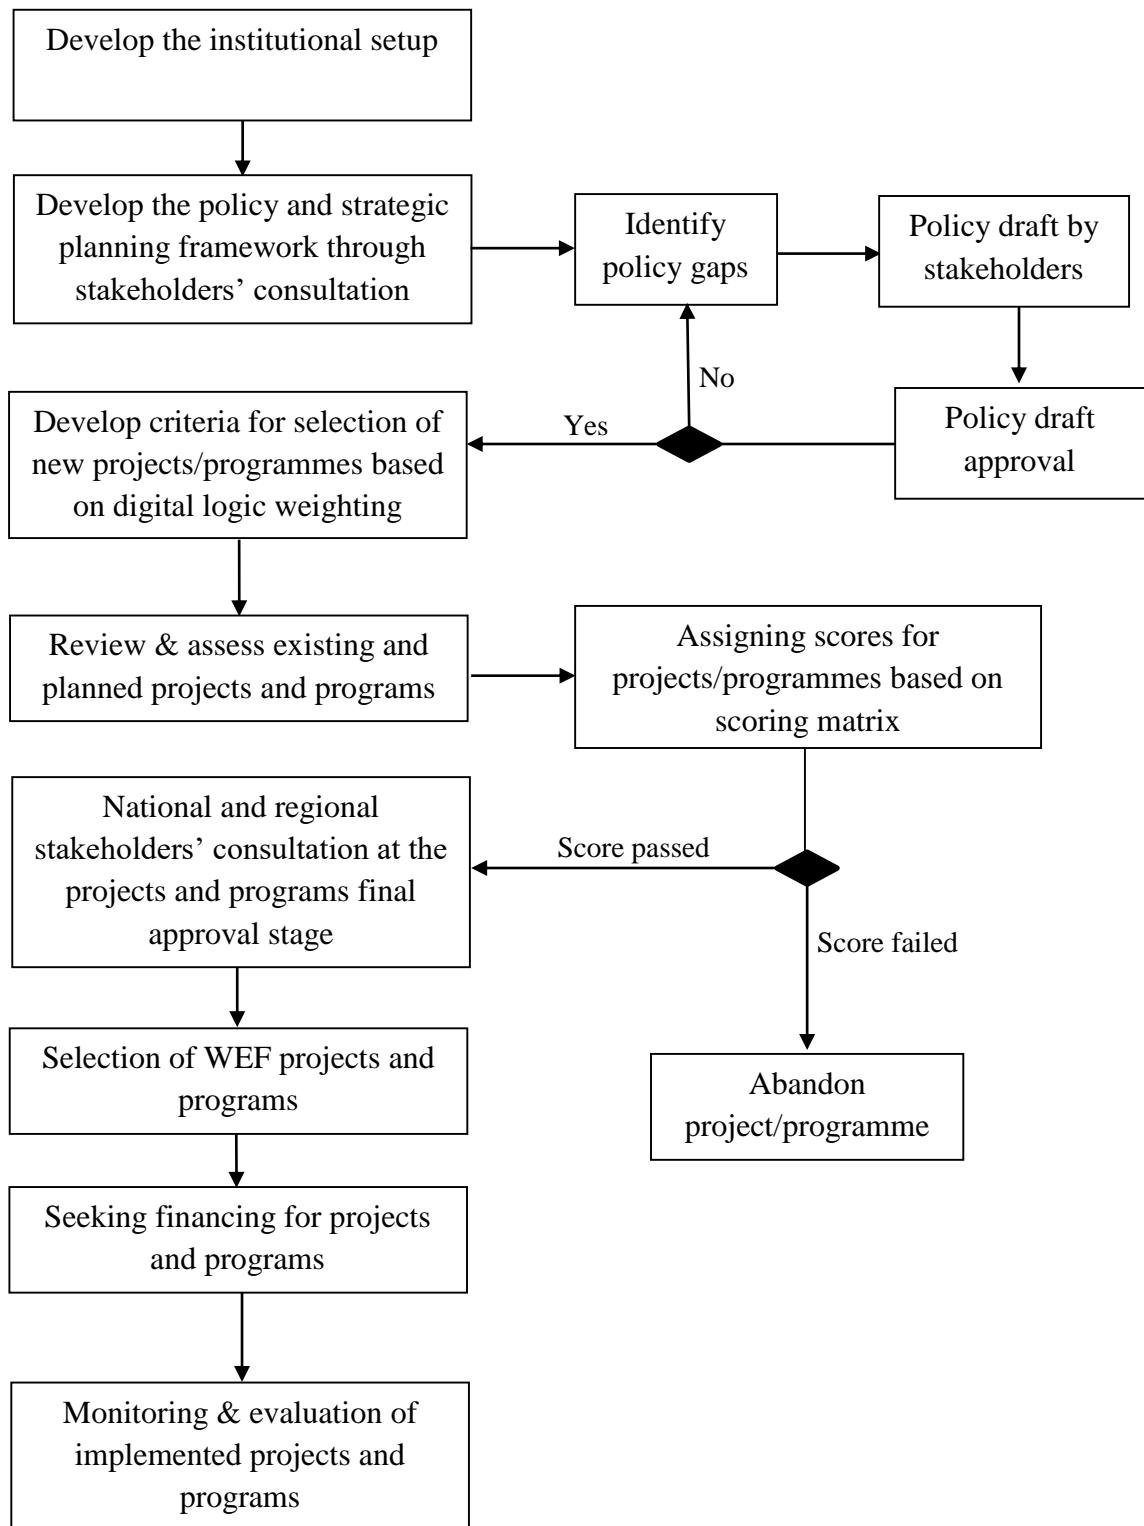 Develop the institutional setup
Develop the policy and strategic
planning framework through
stakeholders’ consultation
Identify
policy gaps
Policy draft by
stakeholders
No
Policy draft
approval
Yes
Develop criteria for selection of
new projects/programmes based
on digital logic weighting
Review & assess existing and
planned projects and programs
Assigning scores for
projects/programmes based on
scoring matrix
National and regional
stakeholders’ consultation at the
projects and programs final
approval stage
Score passed
Score failed
Selection of WEF projects and
programs
Abandon
project/programme
Seeking financing for projects
and programs
Monitoring & evaluation of
implemented projects and
programs